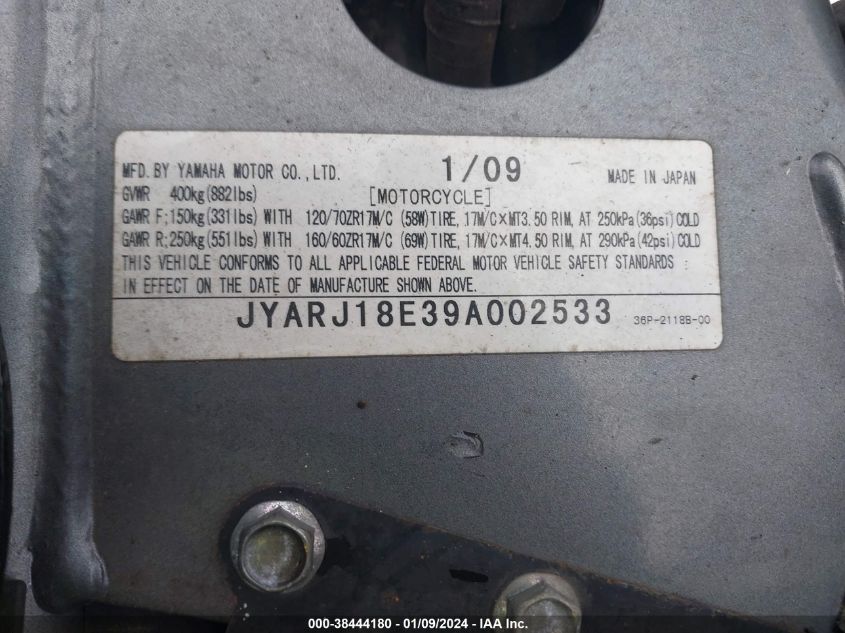 MFD. BY YAMAHA MOTOR CO., LTD. 1/09 MADE IN JAPAN
GVWR 400kg(882lbs) [MOTORCYCLE]
GAWR F;150kg(331lbs) WITH 120/70ZR17M/C (58W)TIRE, 17M/C×MT3.50 RIM, AT 250kPa(36psi)COLD
GAWR R;250kg(551lbs) WITH 160/60ZR17M/C (69W)TIRE, 17M/C×MT4.50 RIM, AT 290kPa(42psi)COLD
THIS VEHICLE CONFORMS TO ALL APPLICABLE FEDERAL MOTOR VEHICLE SAFETY STANDARDS
IN EFFECT ON THE DATE OF MANUFACTURE SHOWN ABOVE.
JYARJ18E39A002533 36P-2118B-00
000-38444180 - 01/09/2024 - IAA Inc.